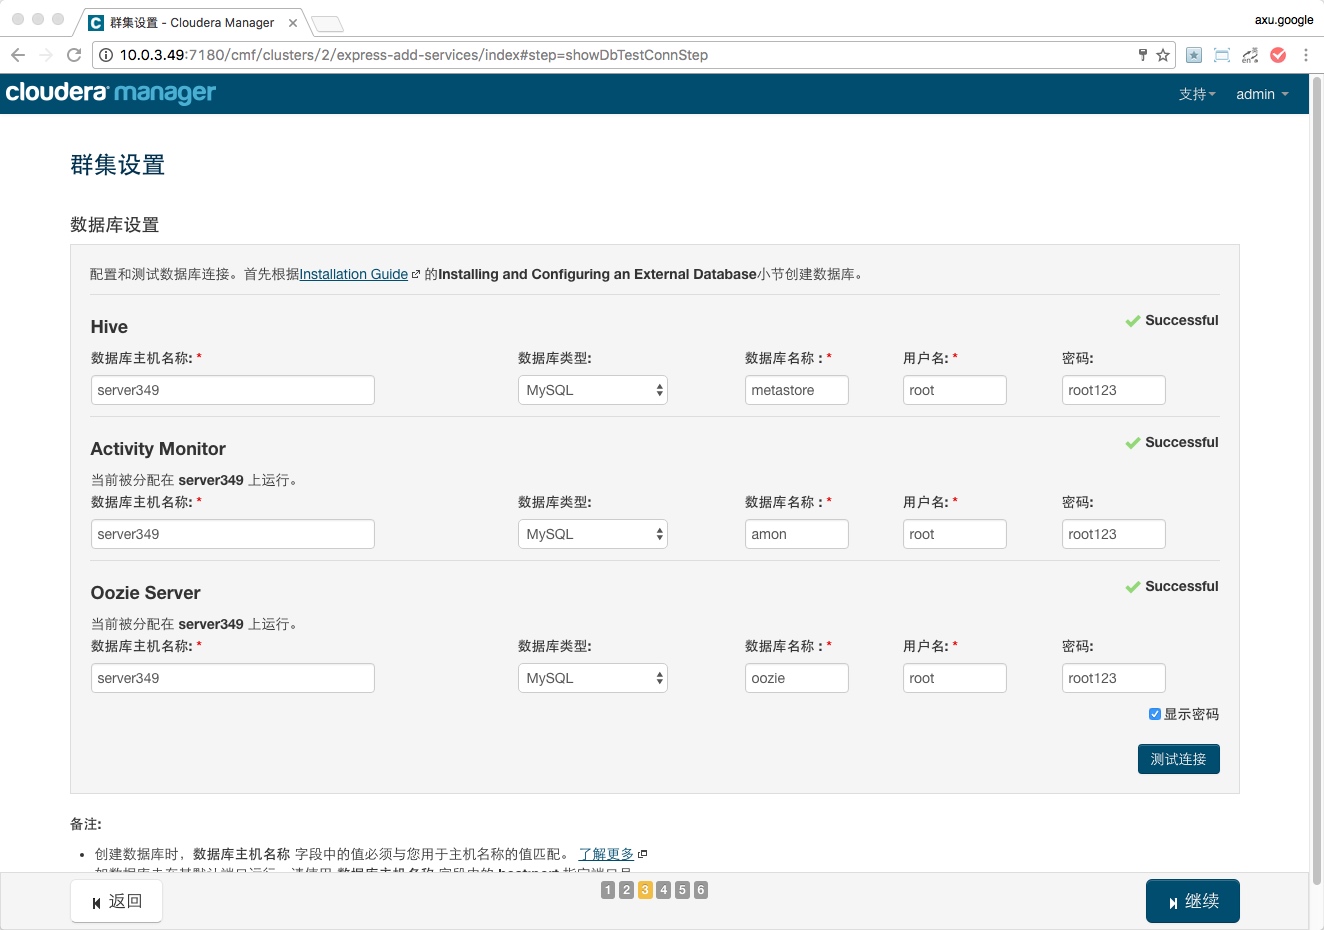 群集设置 - Cloudera Manager
axu.google
10.0.3.49:7180/cmf/clusters/2/express-add-services/index#step=showDbTestConnStep
cloudera manager
支持
admin
群集设置
数据库设置
配置和测试数据库连接。首先根据Installation Guide 的Installing and Configuring an External Database小节创建数据库。
Hive
Successful
数据库主机名称: * 数据库类型: 数据库名称：* 用户名: * 密码:
server349 MySQL metastore root root123
Activity Monitor
Successful
当前被分配在 server349 上运行。
数据库主机名称: * 数据库类型: 数据库名称：* 用户名: * 密码:
server349 MySQL amon root root123
Oozie Server
Successful
当前被分配在 server349 上运行。
数据库主机名称: * 数据库类型: 数据库名称：* 用户名: * 密码:
server349 MySQL oozie root root123
显示密码
测试连接
备注:
• 创建数据库时，数据库主机名称 字段中的值必须与您用于主机名称的值匹配。 了解更多
返回
1 2 3 4 5 6
继续